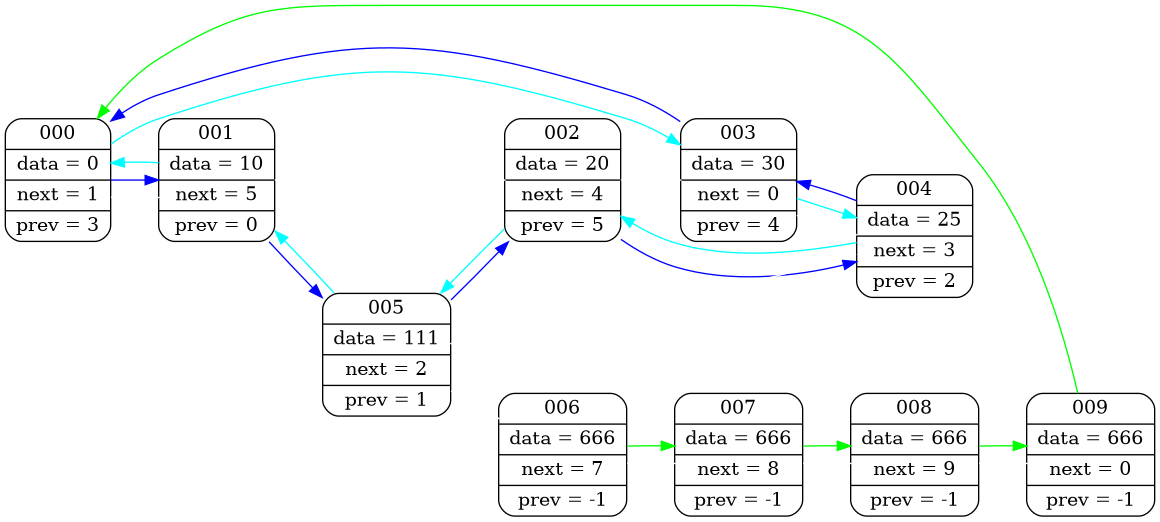 000
data = 0
next = 1
prev = 3
001
data = 10
next = 5
prev = 0
002
data = 20
next = 4
prev = 5
003
data = 30
next = 0
prev = 4
004
data = 25
next = 3
prev = 2
005
data = 111
next = 2
prev = 1
006
data = 666
next = 7
prev = -1
007
data = 666
next = 8
prev = -1
008
data = 666
next = 9
prev = -1
009
data = 666
next = 0
prev = -1